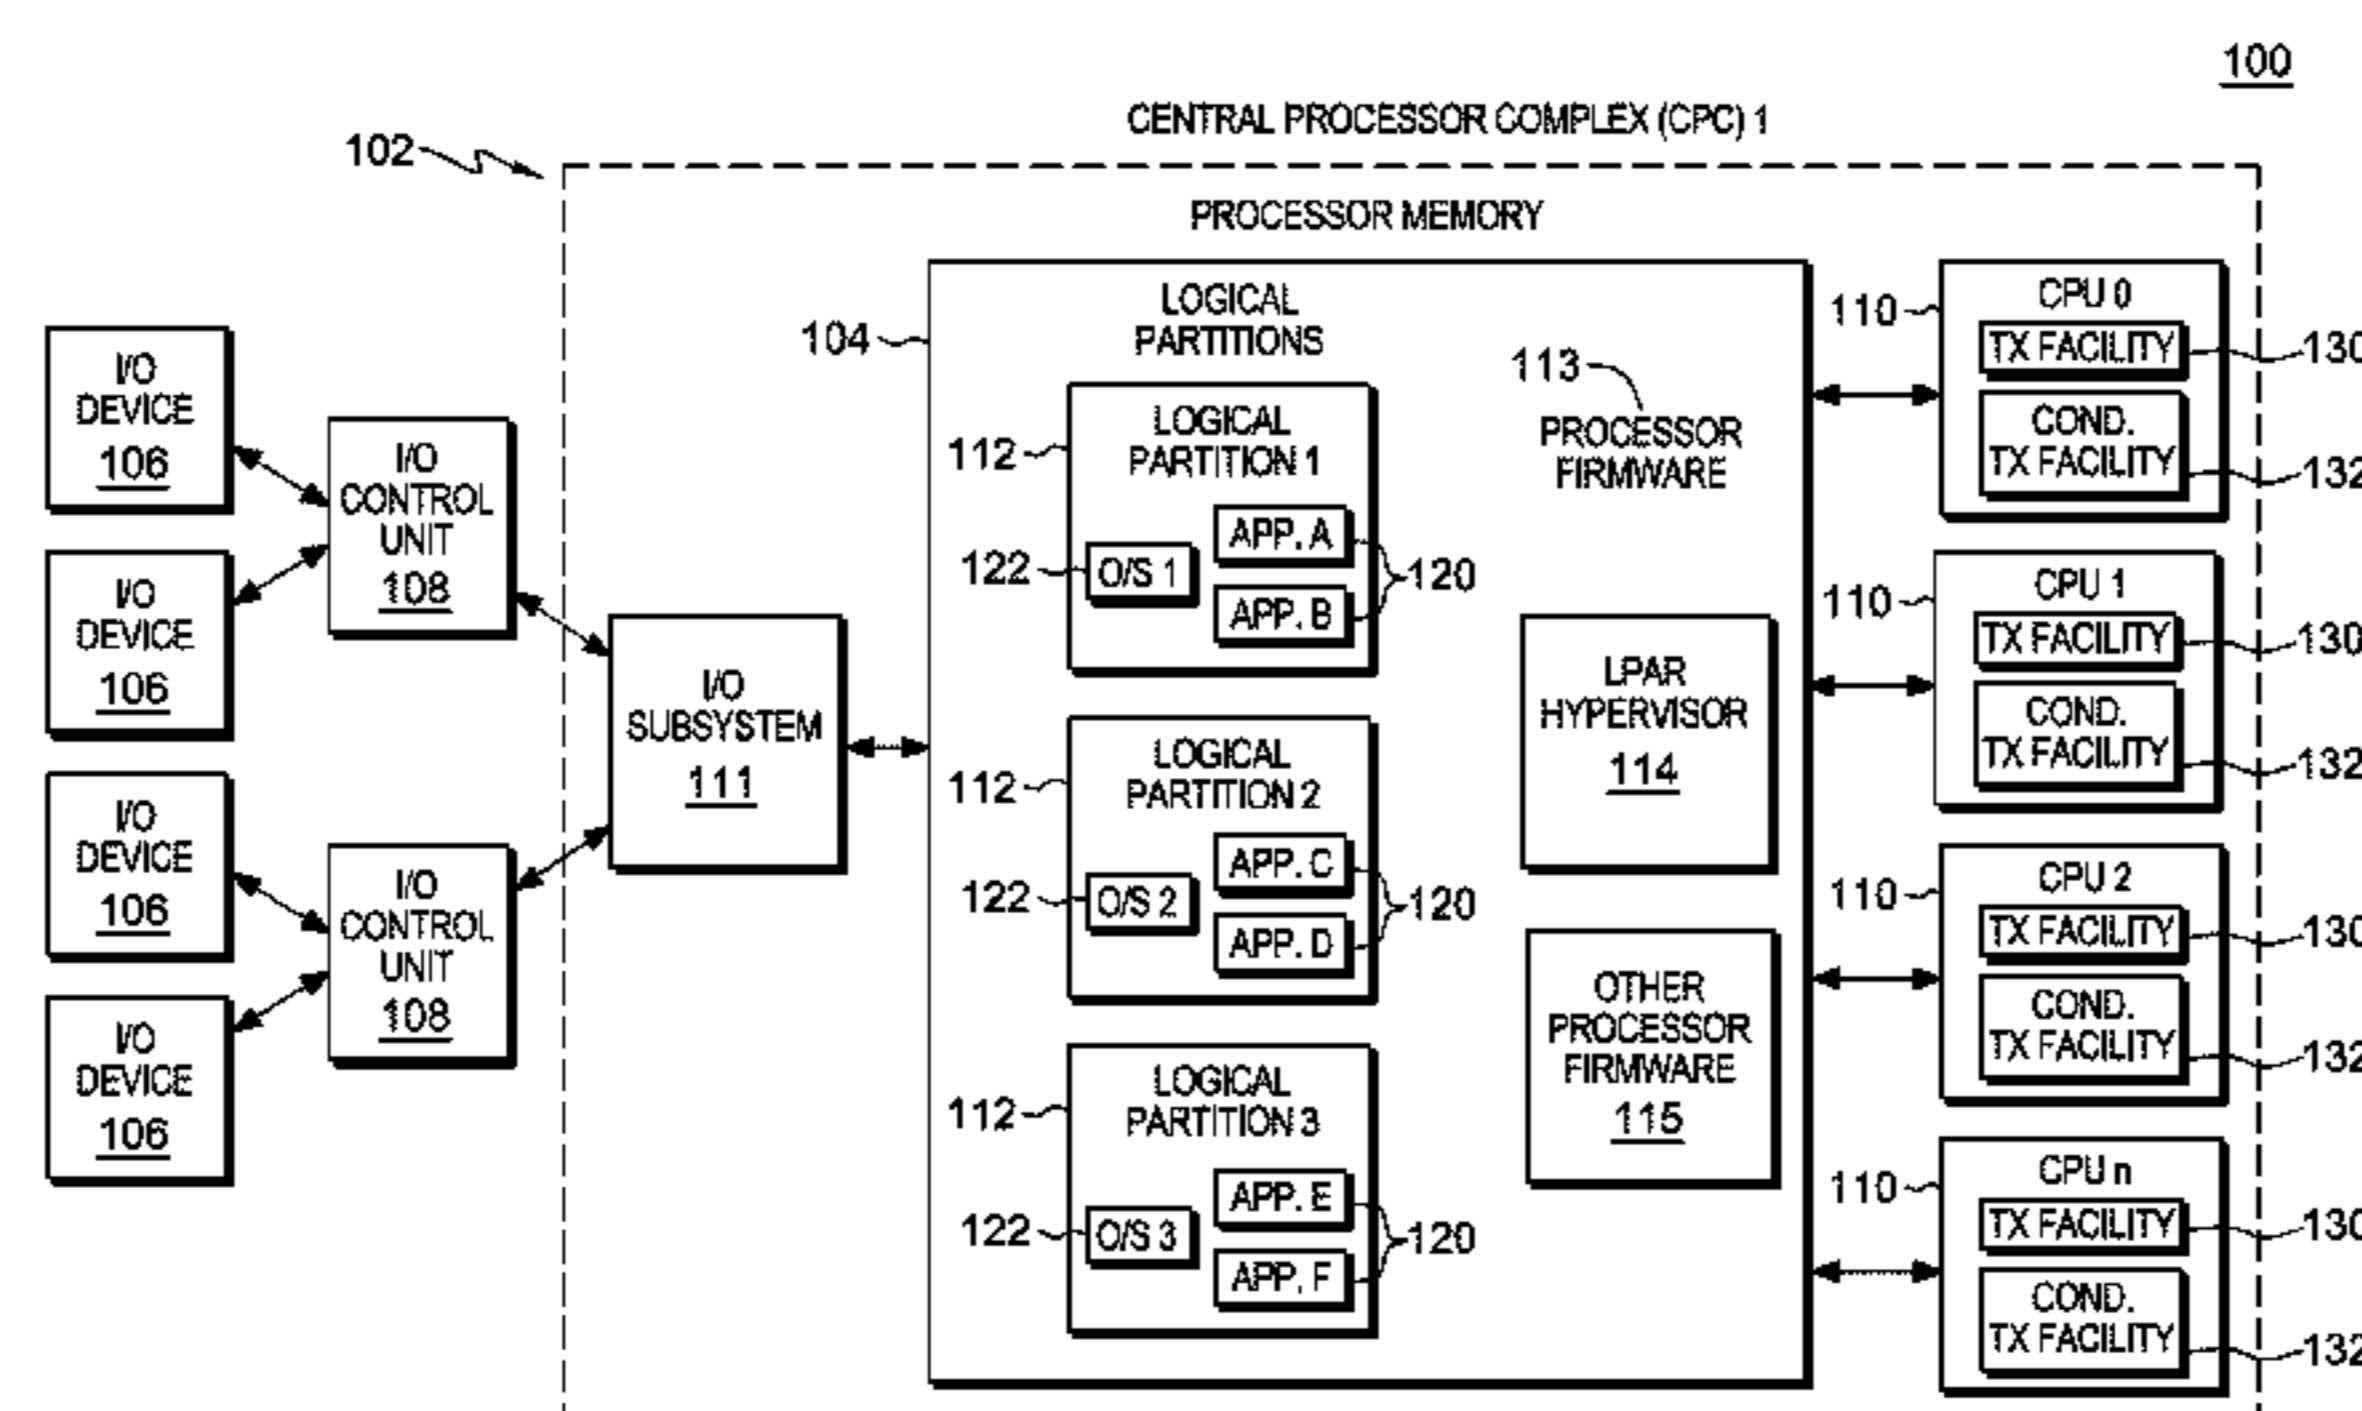 100
CENTRAL PROCESSOR COMPLEX (CPC) 1
102
PROCESSOR MEMORY
I/O
DEVICE
106
I/O
DEVICE
106
I/O
DEVICE
106
I/O
DEVICE
106
I/O
CONTROL
UNIT
108
I/O
CONTROL
UNIT
108
I/O
SUBSYSTEM
111
104
LOGICAL
PARTITIONS
112
LOGICAL
PARTITION 1
122
O/S 1
APP. A
APP. B
120
112
LOGICAL
PARTITION 2
122
O/S 2
APP. C
APP. D
120
112
LOGICAL
PARTITION 3
122
O/S 3
APP. E
APP. F
120
113
PROCESSOR
FIRMWARE
LPAR
HYPERVISOR
114
OTHER
PROCESSOR
FIRMWARE
115
110
CPU 0
TX FACILITY
130
COND.
TX FACILITY
132
110
CPU 1
TX FACILITY
130
COND.
TX FACILITY
132
110
CPU 2
TX FACILITY
130
COND.
TX FACILITY
132
110
CPU n
TX FACILITY
130
COND.
TX FACILITY
132